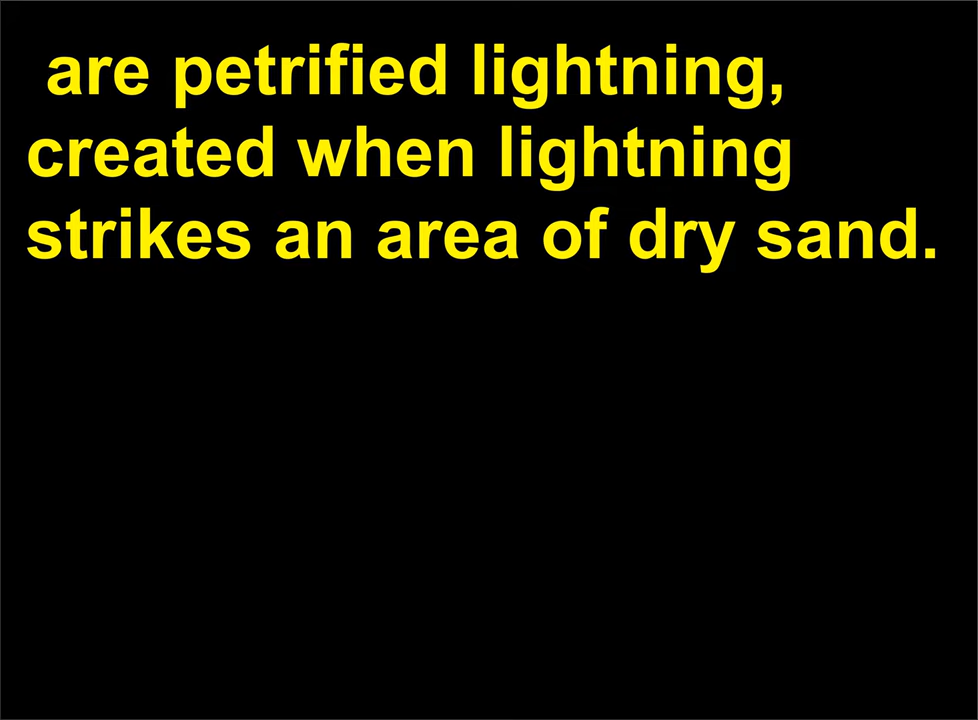 are petrified lightning,
created when lightning
strikes an area of dry sand.